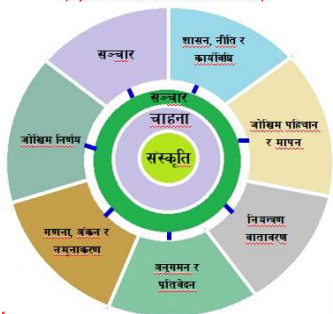 सञ्चार
शासन, नीति र
कार्यविधि
जोखिम पहिचान
र मापन
नियन्त्रण
वातावरण
अनुगमन र
प्रतिवेदन
गणना, अंकन र
नमूनाकरण
जोखिम निर्णय
सञ्चार
चाहना
संस्कृति